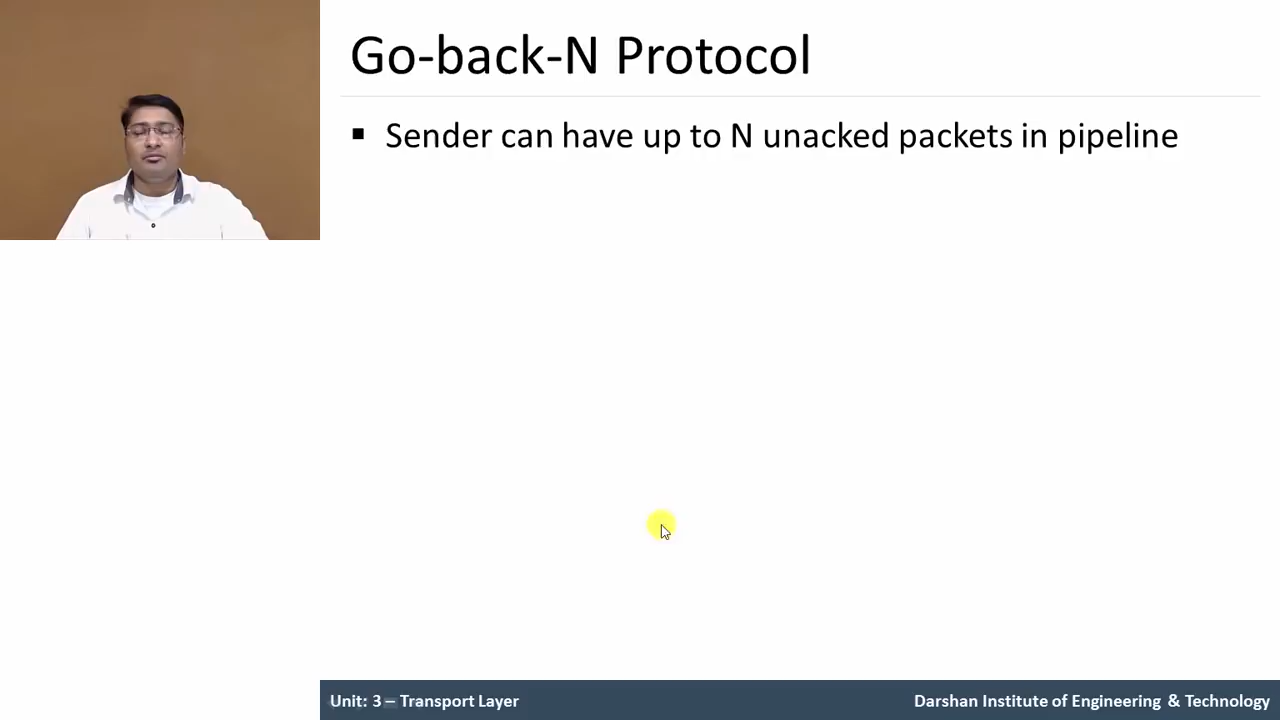 Go-back-N Protocol
▪ Sender can have up to N unacked packets in pipeline
Unit: 3 – Transport Layer
Darshan Institute of Engineering & Technology